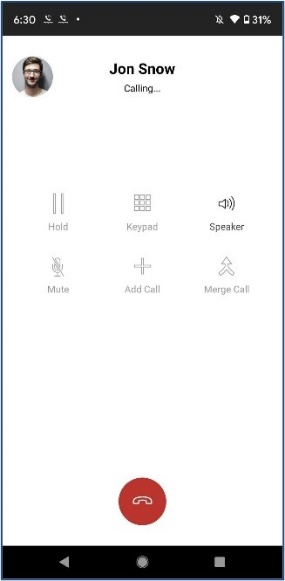 6:30 31%
Jon Snow
Calling...
Hold Keypad Speaker
Mute Add Call Merge Call